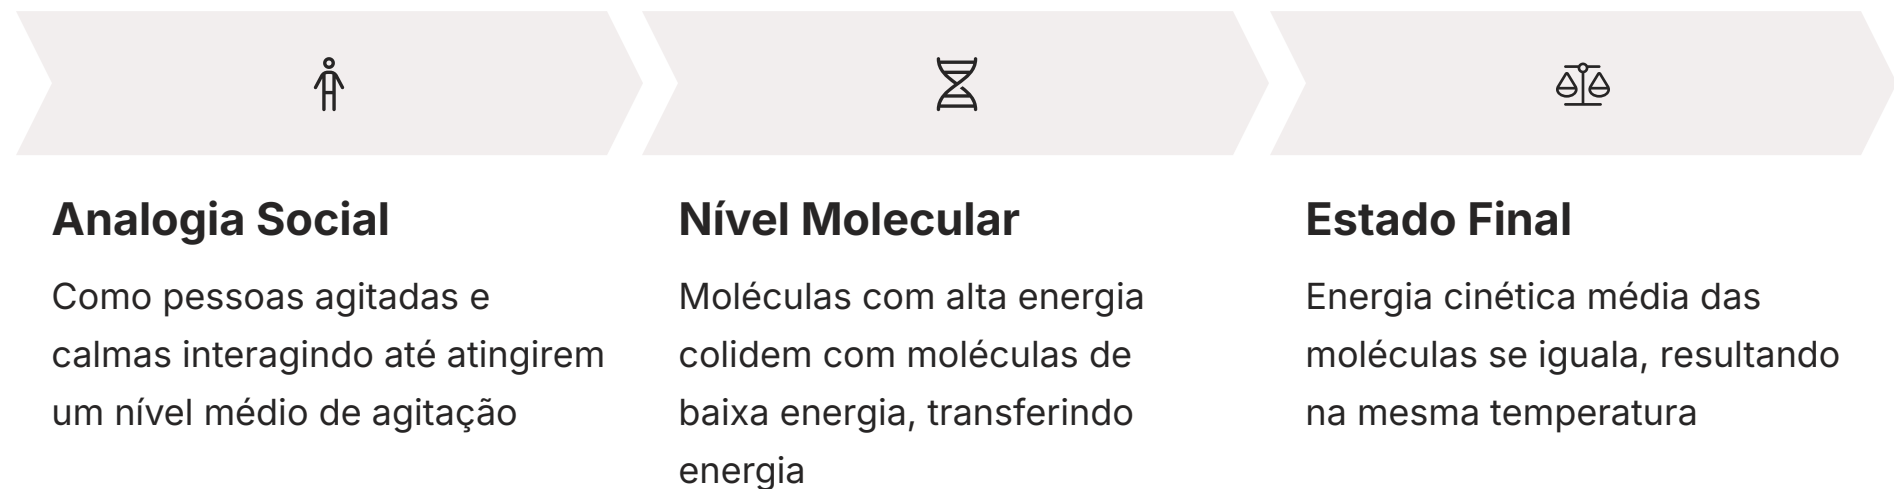 Analogia Social
Como pessoas agitadas e
calmas interagindo até atingirem
um nível médio de agitação
Nível Molecular
Moléculas com alta energia
colidem com moléculas de
baixa energia, transferindo
energia
Estado Final
Energia cinética média das
moléculas se iguala, resultando
na mesma temperatura